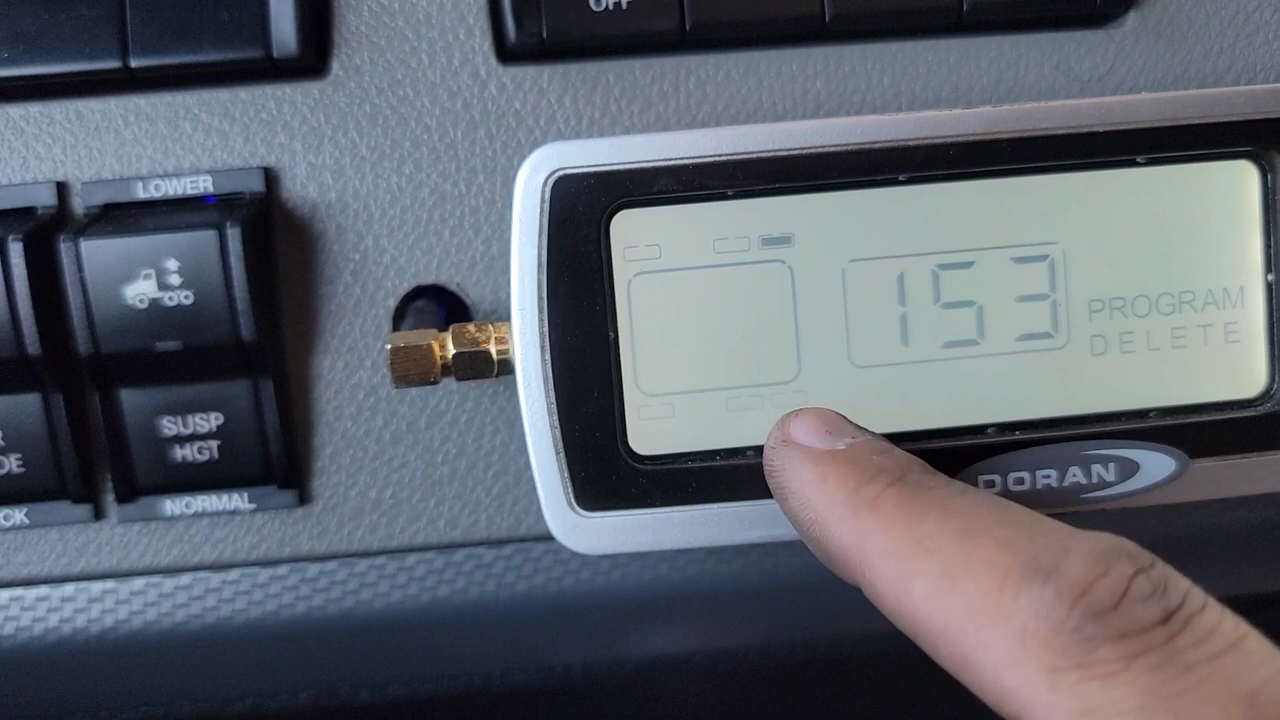 OFF
LOWER
153
PROGRAM
DELETE
SUSP
HGT
DORAN
NORMAL